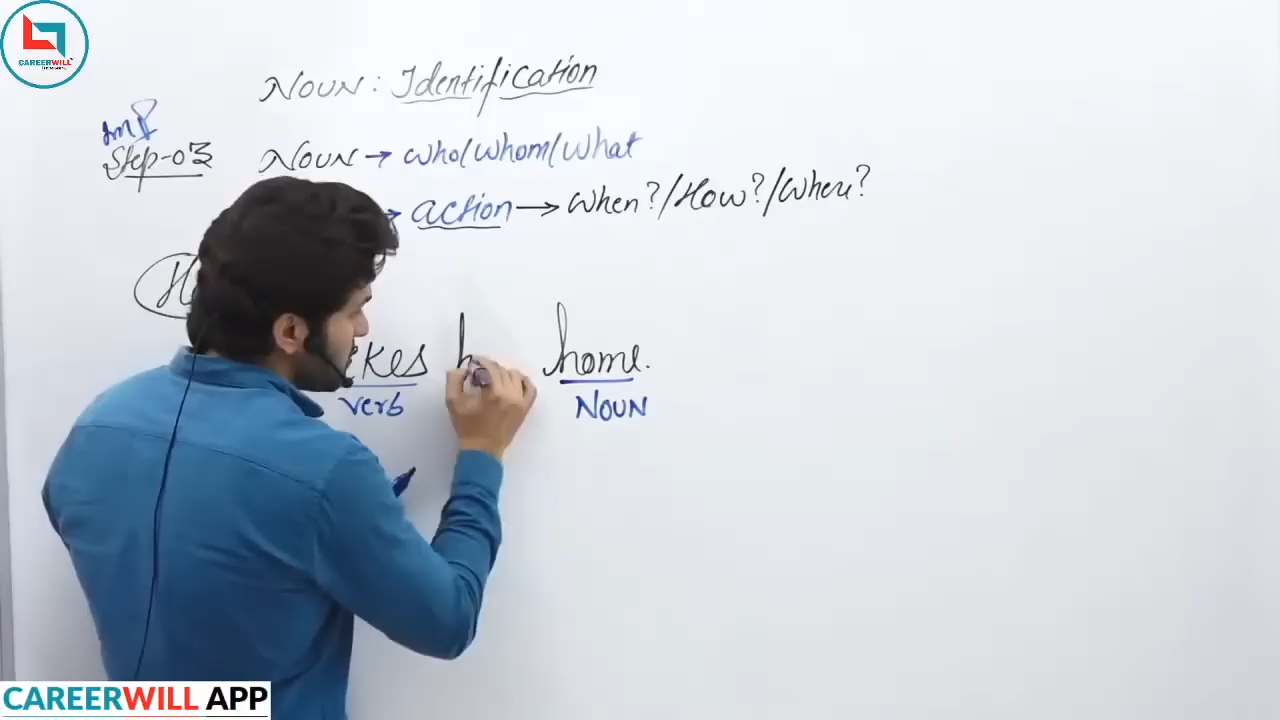 CAREERWILL
Noun: Identification
Imp
Step-03 Noun → who/whom/what
→ action → When?/How?/Where?
H
kes h home.
verb Noun
CAREERWILL APP